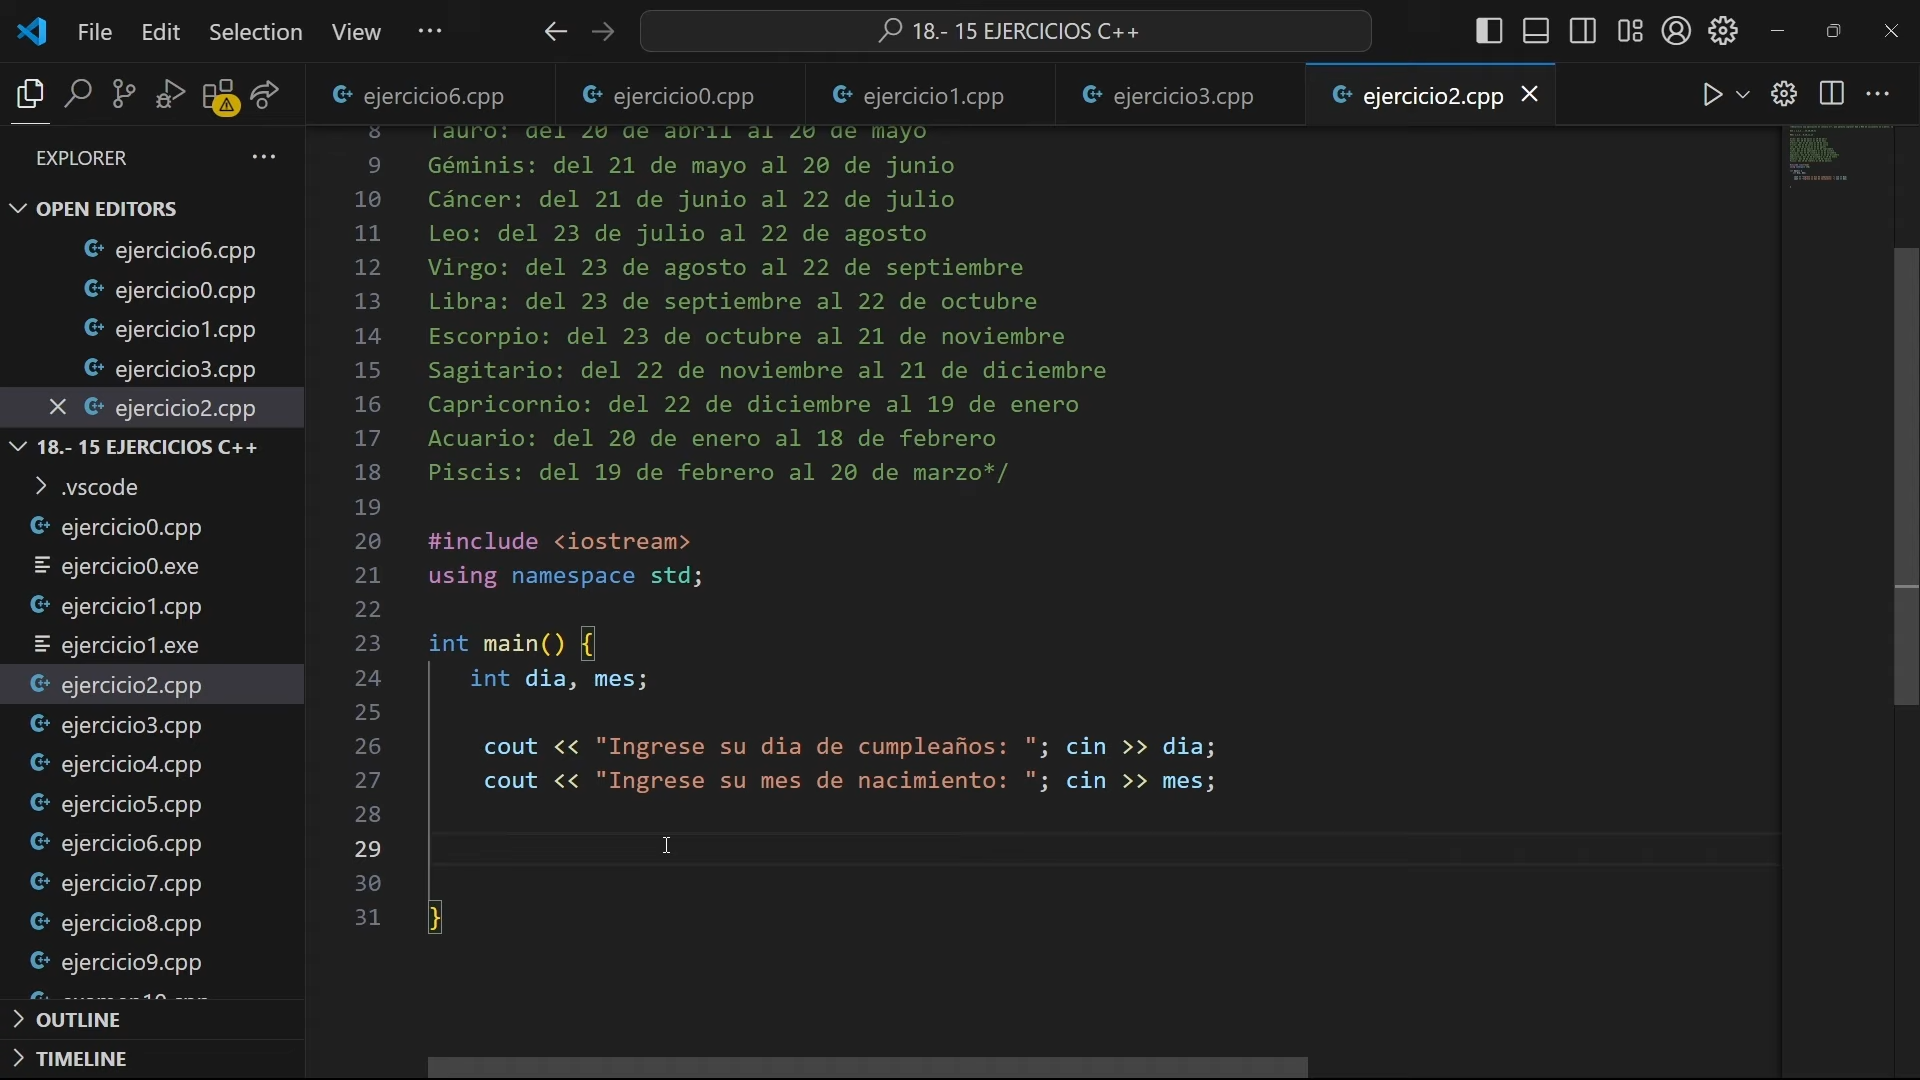 File Edit Selection View
18.- 15 EJERCICIOS C++
ejercicio6.cpp ejercicio0.cpp ejercicio1.cpp ejercicio3.cpp ejercicio2.cpp
EXPLORER
OPEN EDITORS
ejercicio6.cpp
ejercicio0.cpp
ejercicio1.cpp
ejercicio3.cpp
ejercicio2.cpp
18.- 15 EJERCICIOS C++
.vscode
ejercicio0.cpp
ejercicio0.exe
ejercicio1.cpp
ejercicio1.exe
ejercicio2.cpp
ejercicio3.cpp
ejercicio4.cpp
ejercicio5.cpp
ejercicio6.cpp
ejercicio7.cpp
ejercicio8.cpp
ejercicio9.cpp
OUTLINE
TIMELINE
8 Tauro: del 20 de abril al 20 de mayo
9 Géminis: del 21 de mayo al 20 de junio
10 Cáncer: del 21 de junio al 22 de julio
11 Leo: del 23 de julio al 22 de agosto
12 Virgo: del 23 de agosto al 22 de septiembre
13 Libra: del 23 de septiembre al 22 de octubre
14 Escorpio: del 23 de octubre al 21 de noviembre
15 Sagitario: del 22 de noviembre al 21 de diciembre
16 Capricornio: del 22 de diciembre al 19 de enero
17 Acuario: del 20 de enero al 18 de febrero
18 Piscis: del 19 de febrero al 20 de marzo*/
19
20 #include <iostream>
21 using namespace std;
22
23 int main() {
24 int dia, mes;
25
26 cout << "Ingrese su dia de cumpleaños: "; cin >> dia;
27 cout << "Ingrese su mes de nacimiento: "; cin >> mes;
28
29
30
31 }